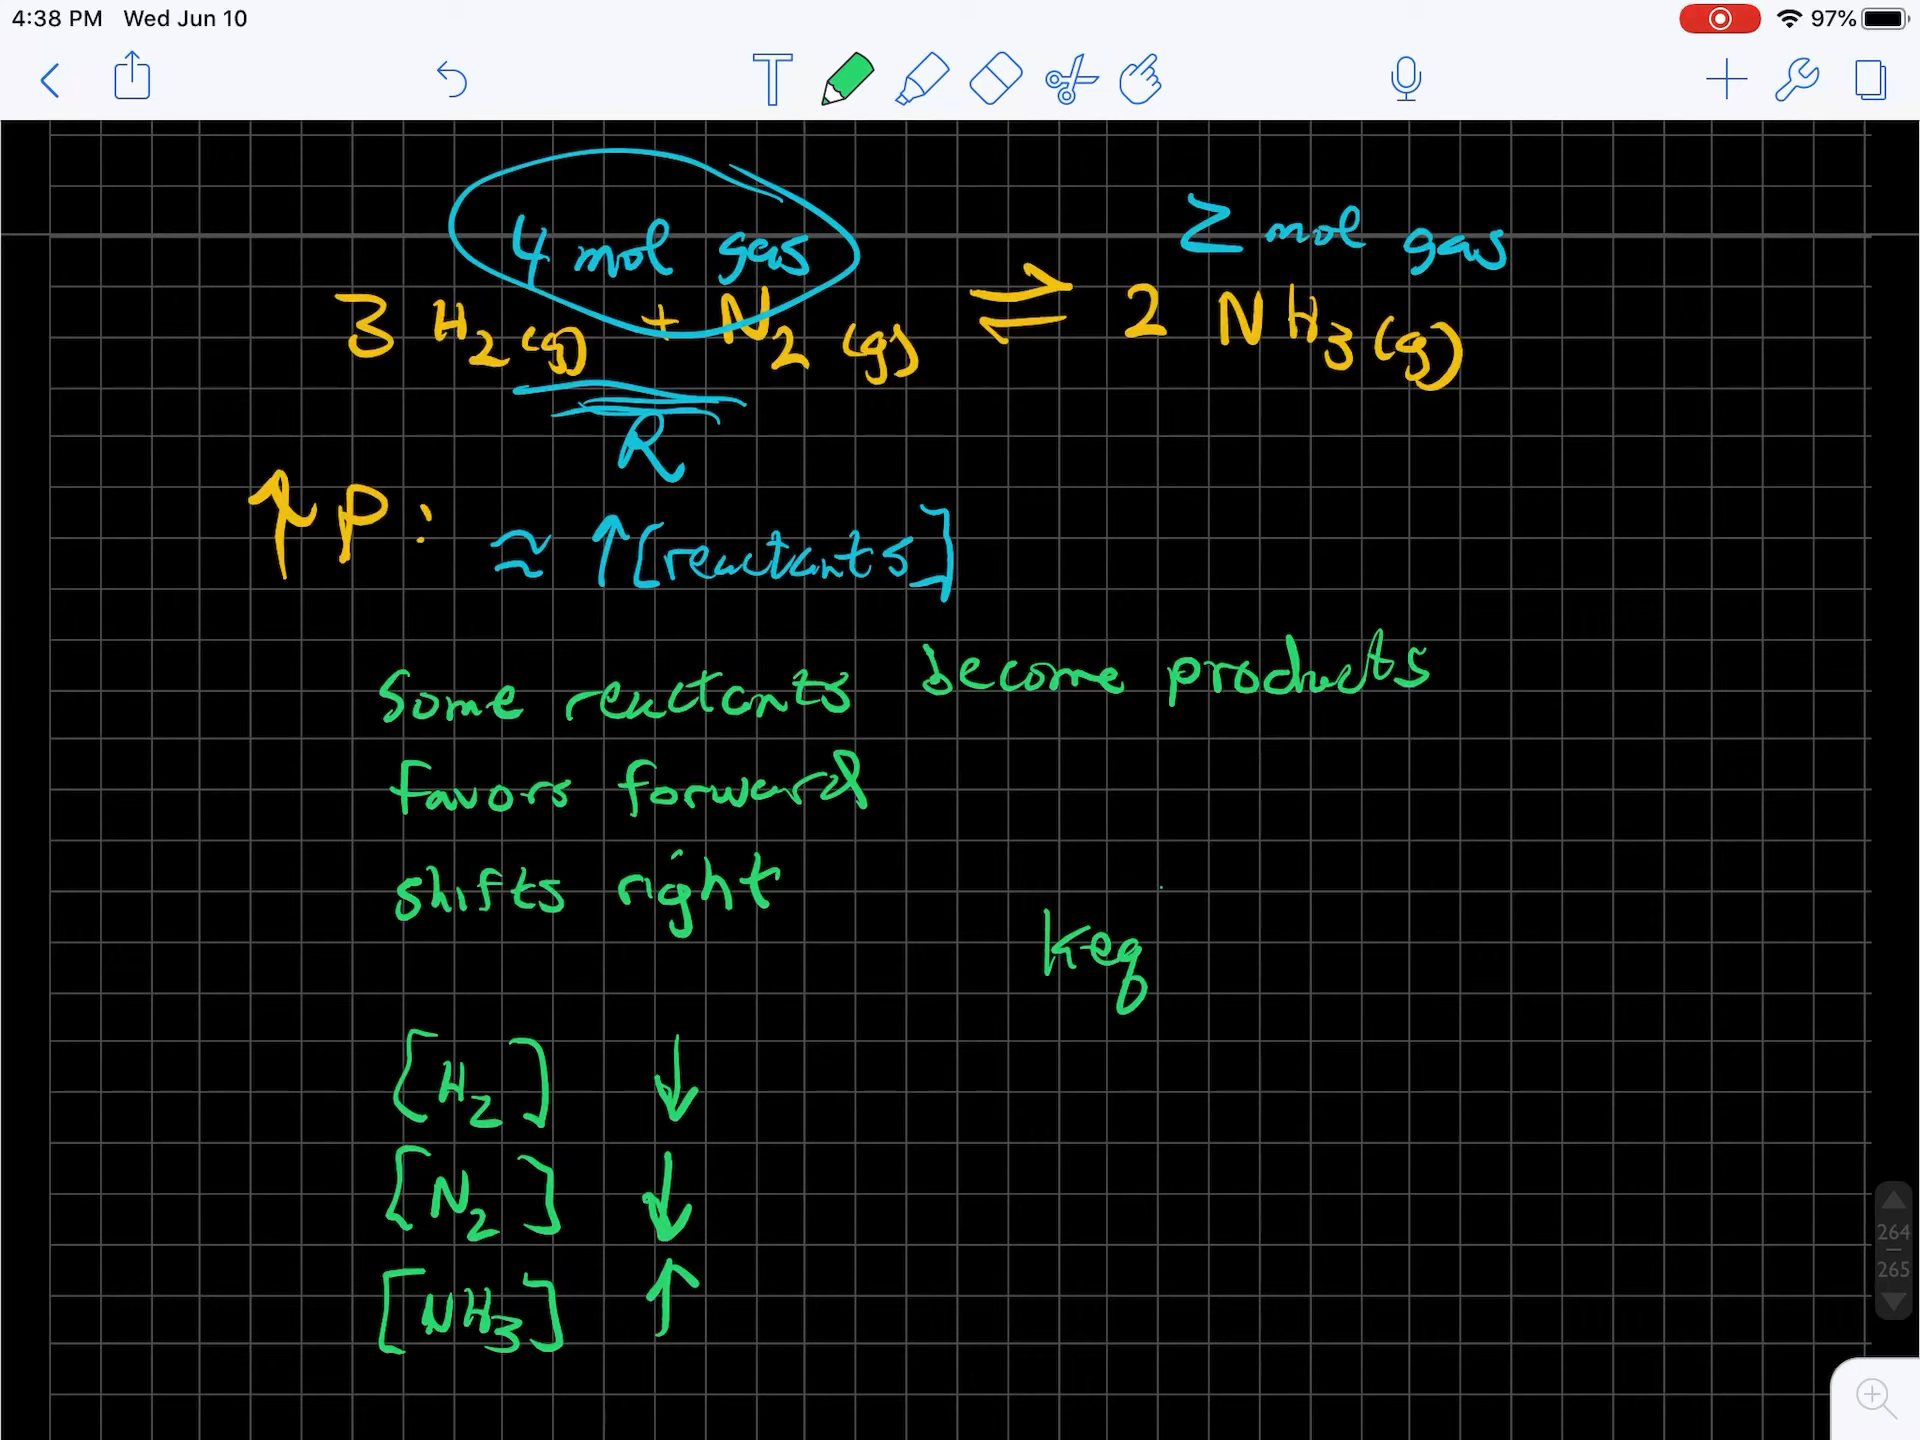 4:38 PM Wed Jun 10
97%
T
4 mol gas
2 mol gas
3 H2(g) + N2(g) ⇌ 2 NH3(g)
R
↑ P: ≅ ↑[reactants]
Some reactants become products
favors forward
shifts right
Keq
[H2] ↓
[N2] ↓
[NH3] ↑
264
265